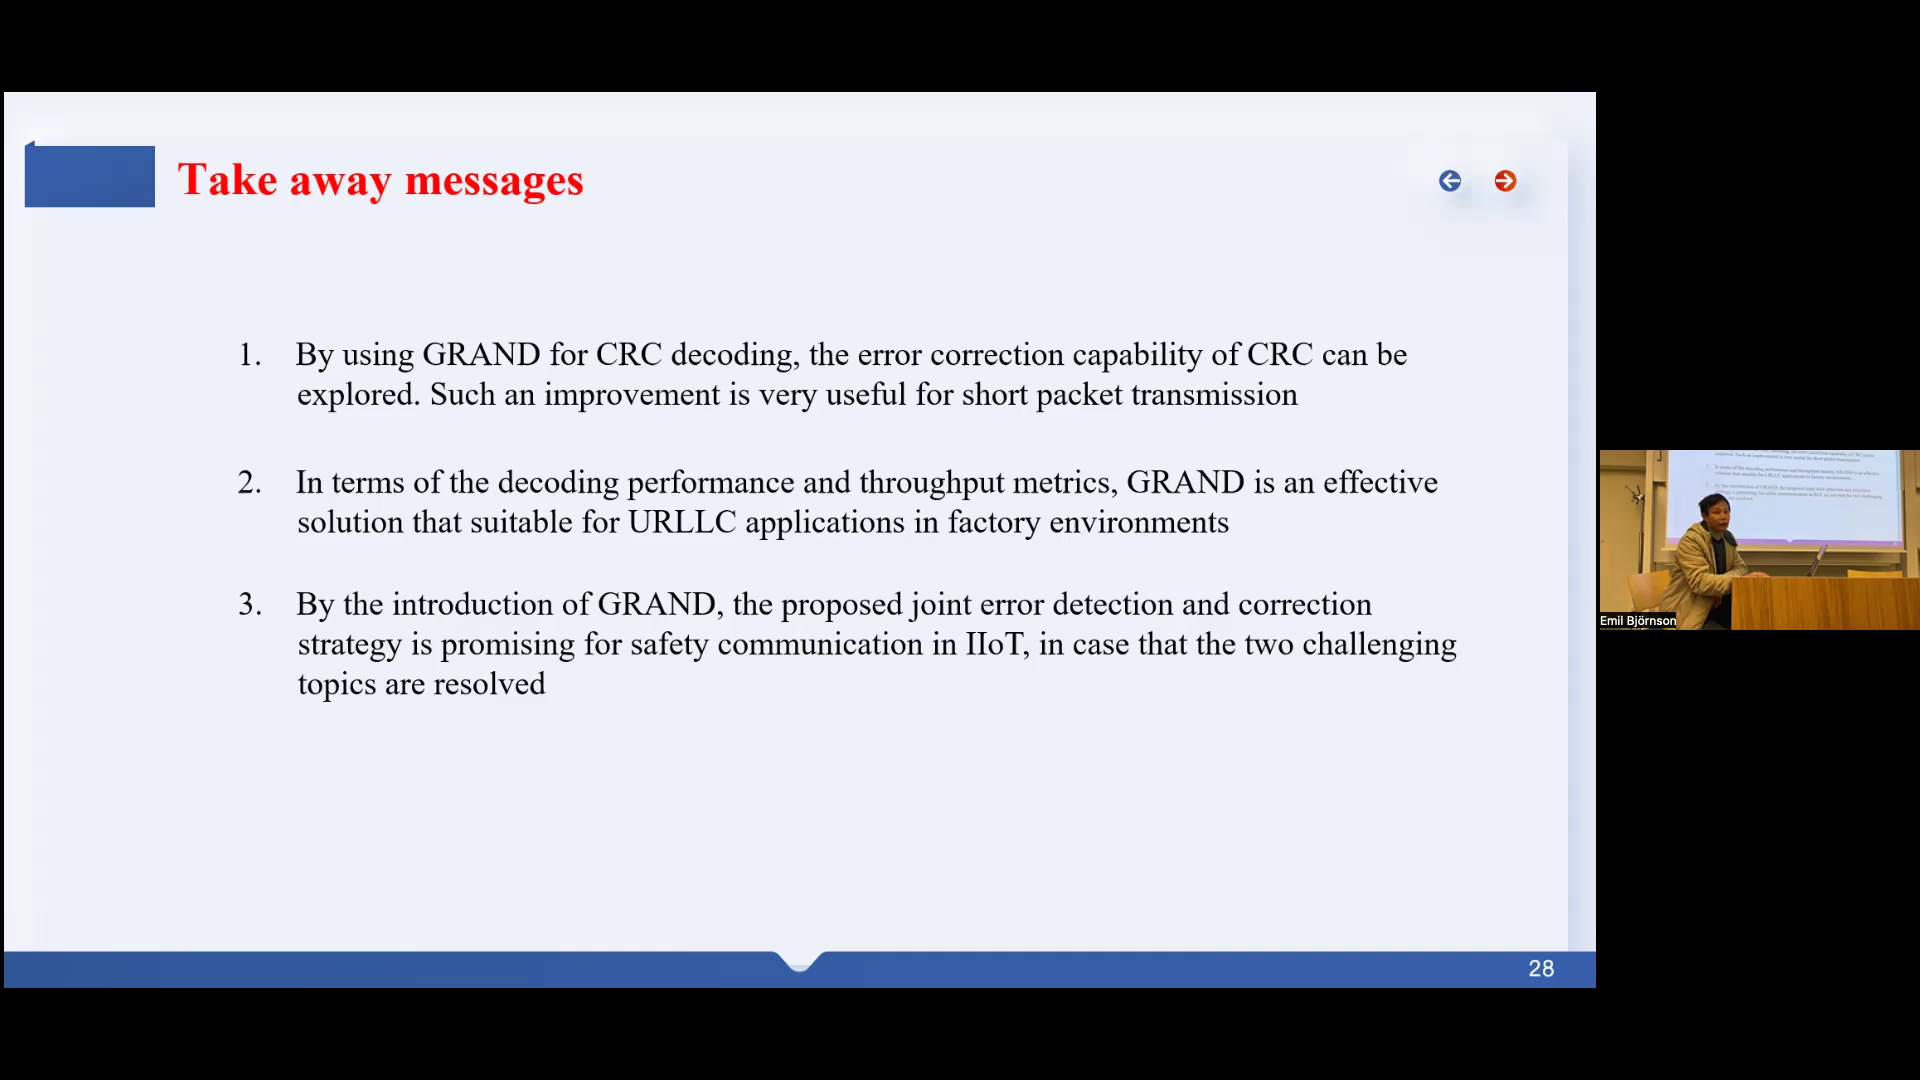 Take away messages
1. By using GRAND for CRC decoding, the error correction capability of CRC can be
explored. Such an improvement is very useful for short packet transmission
2. In terms of the decoding performance and throughput metrics, GRAND is an effective
solution that suitable for URLLC applications in factory environments
3. By the introduction of GRAND, the proposed joint error detection and correction
strategy is promising for safety communication in IIoT, in case that the two challenging
topics are resolved
28
Emil Björnson